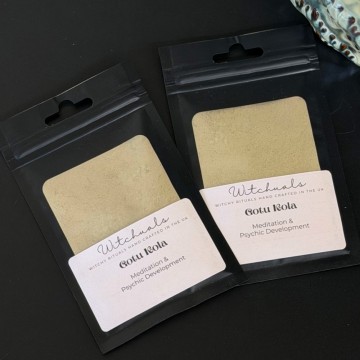 Witchuals
WITCHY RITUALS HAND CRAFTED IN THE UK
Gotu Kola
Meditation &
Psychic Development
Witchuals
WITCHY RITUALS HAND CRAFTED IN THE UK
Gotu Kola
Meditation &
Psychic Development